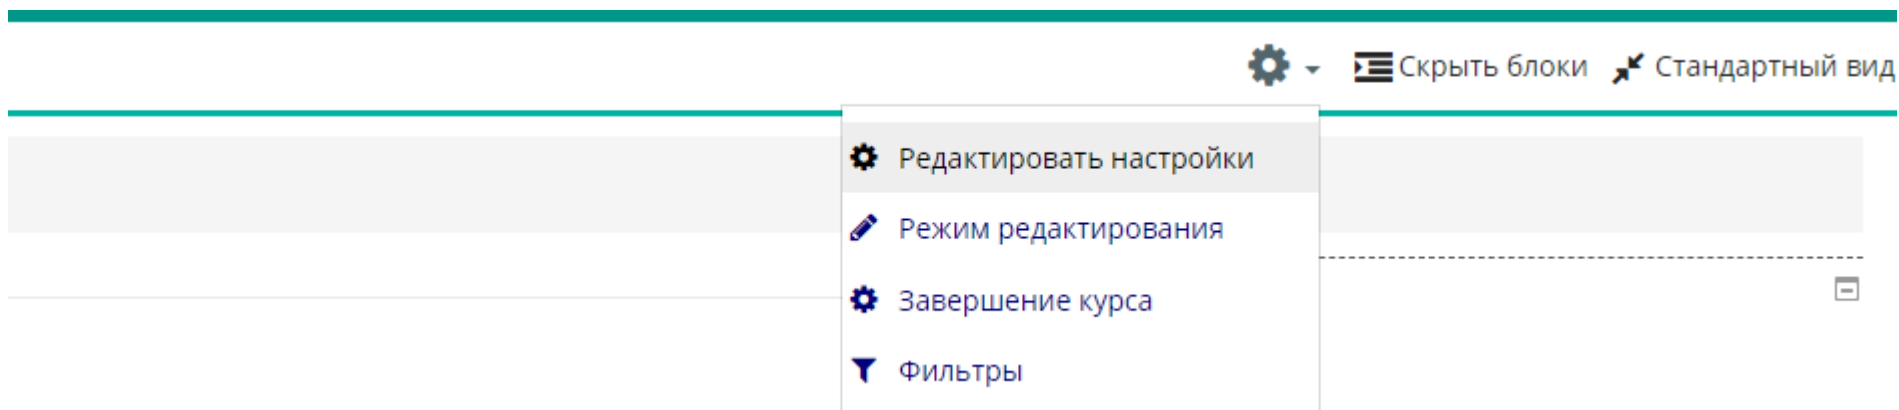 Скрыть блоки Стандартный вид
Редактировать настройки
Режим редактирования
Завершение курса
Фильтры